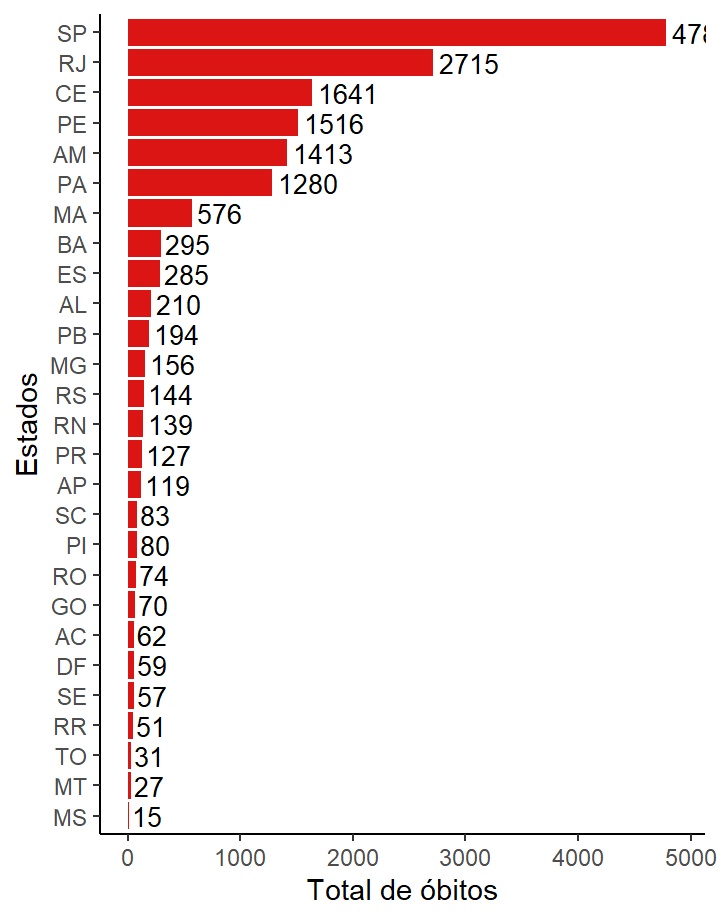 SP 478
RJ 2715
CE 1641
PE 1516
AM 1413
PA 1280
MA 576
BA 295
ES 285
AL 210
PB 194
MG 156
RS 144
RN 139
PR 127
AP 119
SC 83
PI 80
RO 74
GO 70
AC 62
DF 59
SE 57
RR 51
TO 31
MT 27
MS 15
Estados
0 1000 2000 3000 4000 5000
Total de óbitos